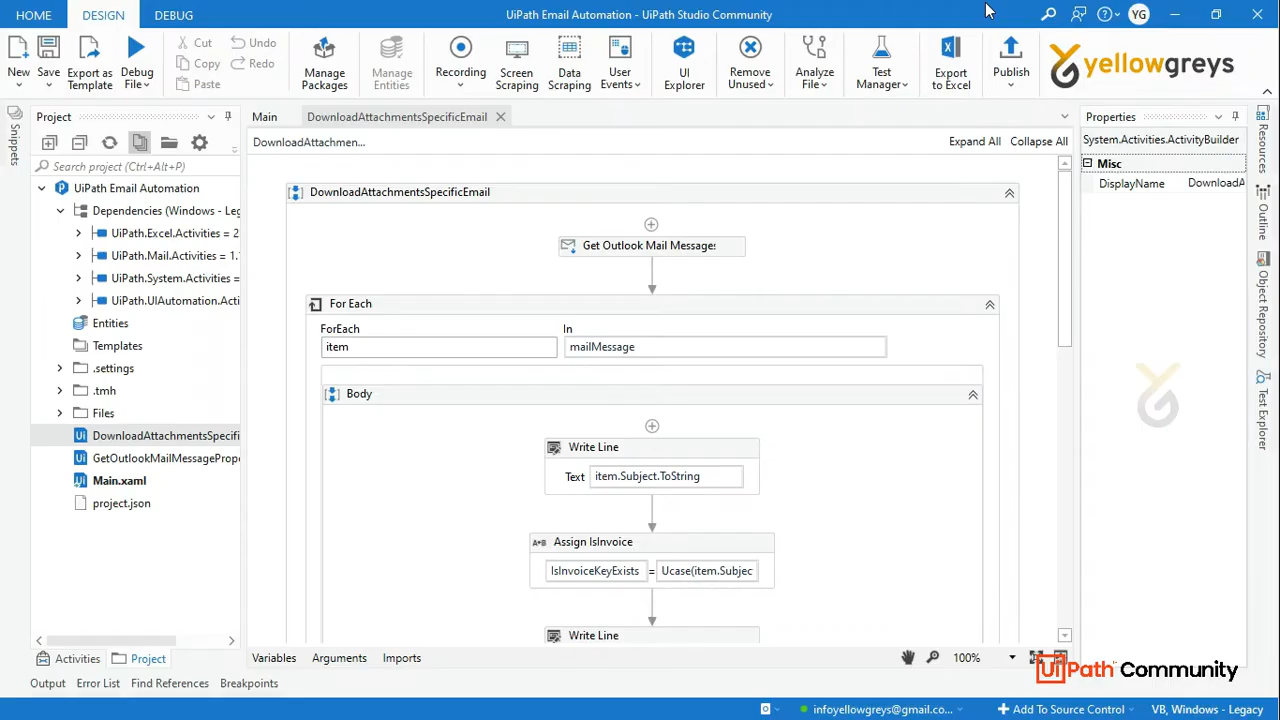 HOME
DESIGN
DEBUG
UiPath Email Automation - UiPath Studio Community
YG
New
Save
Export as Template
Debug File
Cut
Copy
Paste
Undo
Redo
Manage Packages
Manage Entities
Recording
Screen Scraping
Data Scraping
User Events
UI Explorer
Remove Unused
Analyze File
Test Manager
Export to Excel
Publish
yellowgreys
Snippets
Project
Search project (Ctrl+Alt+P)
UiPath Email Automation
Dependencies (Windows - Leg
UiPath.Excel.Activities = 2
UiPath.Mail.Activities = 1.
UiPath.System.Activities =
UiPath.UIAutomation.Acti
Entities
Templates
.settings
.tmh
Files
DownloadAttachmentsSpecifi
GetOutlookMailMessagePrope
Main.xaml
project.json
Activities
Project
Main
DownloadAttachmentsSpecificEmail
DownloadAttachmen...
Expand All
Collapse All
DownloadAttachmentsSpecificEmail
Get Outlook Mail Messages
For Each
ForEach
In
item
mailMessage
Body
Write Line
Text
item.Subject.ToString
Assign IsInvoice
IsInvoiceKeyExists
=
Ucase(item.Subjec
Write Line
Variables
Arguments
Imports
100%
Properties
System.Activities.ActivityBuilder
Misc
DisplayName
DownloadA
Resources
Outline
Object Repository
Test Explorer
UiPath Community
Output
Error List
Find References
Breakpoints
infoyellowgreys@gmail.co...
Add To Source Control
VB, Windows - Legacy